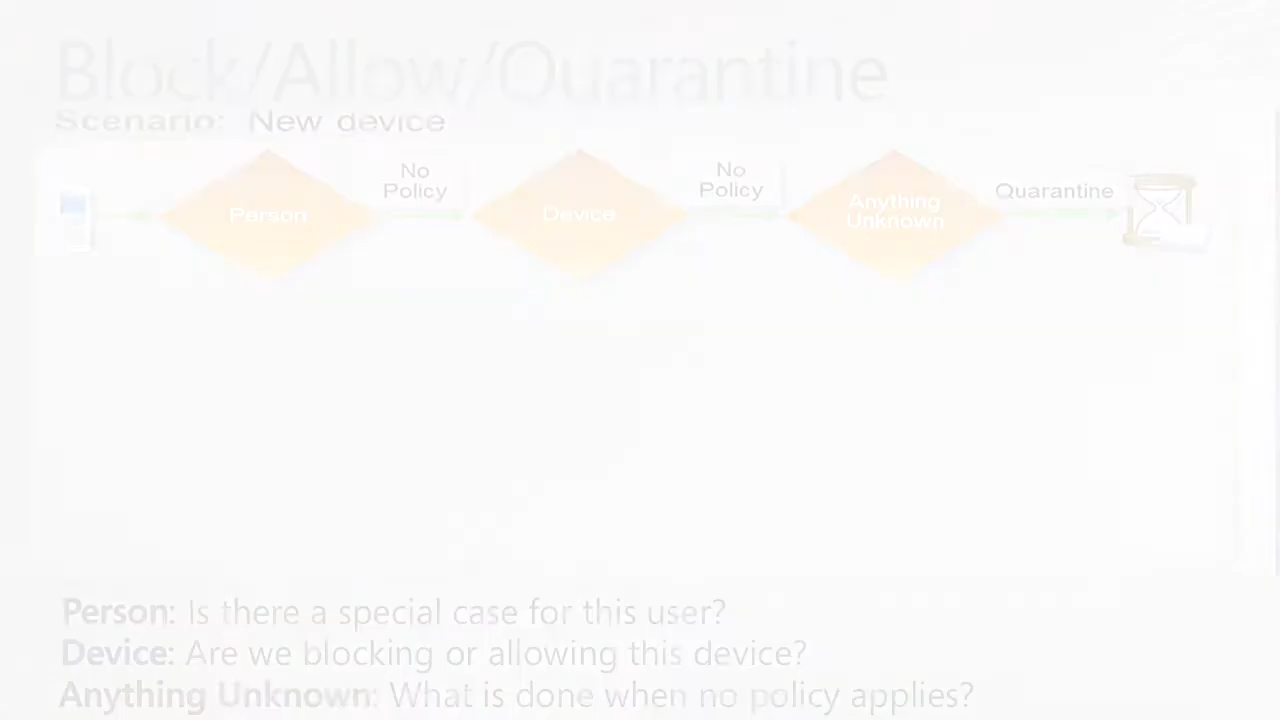 Block/Allow/Quarantine
Scenario: New device
No
Policy
No
Policy
Quarantine
Person
Device
Anything
Unknown
Person: Is there a special case for this user?
Device: Are we blocking or allowing this device?
Anything Unknown: What is done when no policy applies?